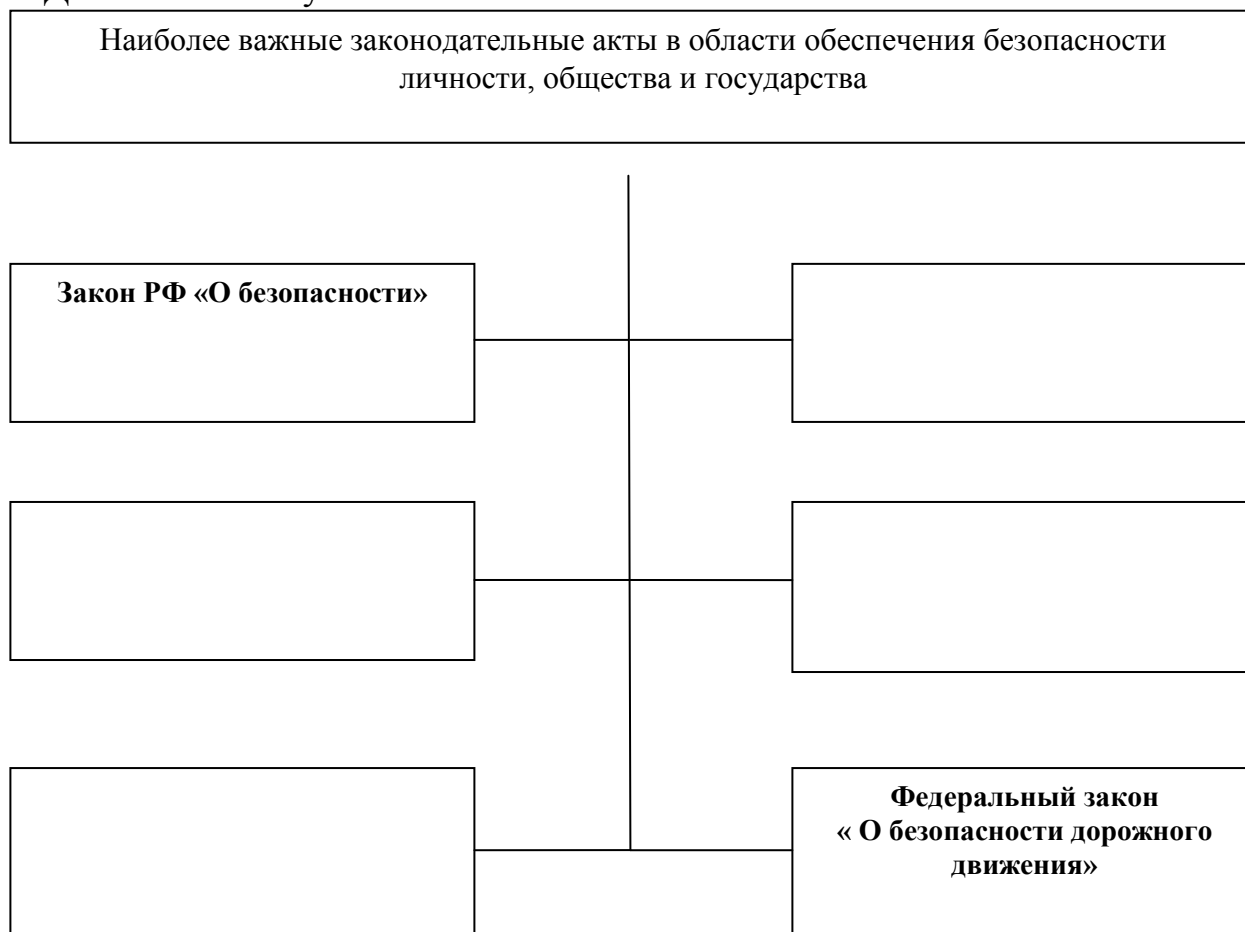 Наиболее важные законодательные акты в области обеспечения безопасности
личности, общества и государства
Закон РФ «О безопасности»
Федеральный закон
« О безопасности дорожного
движения»